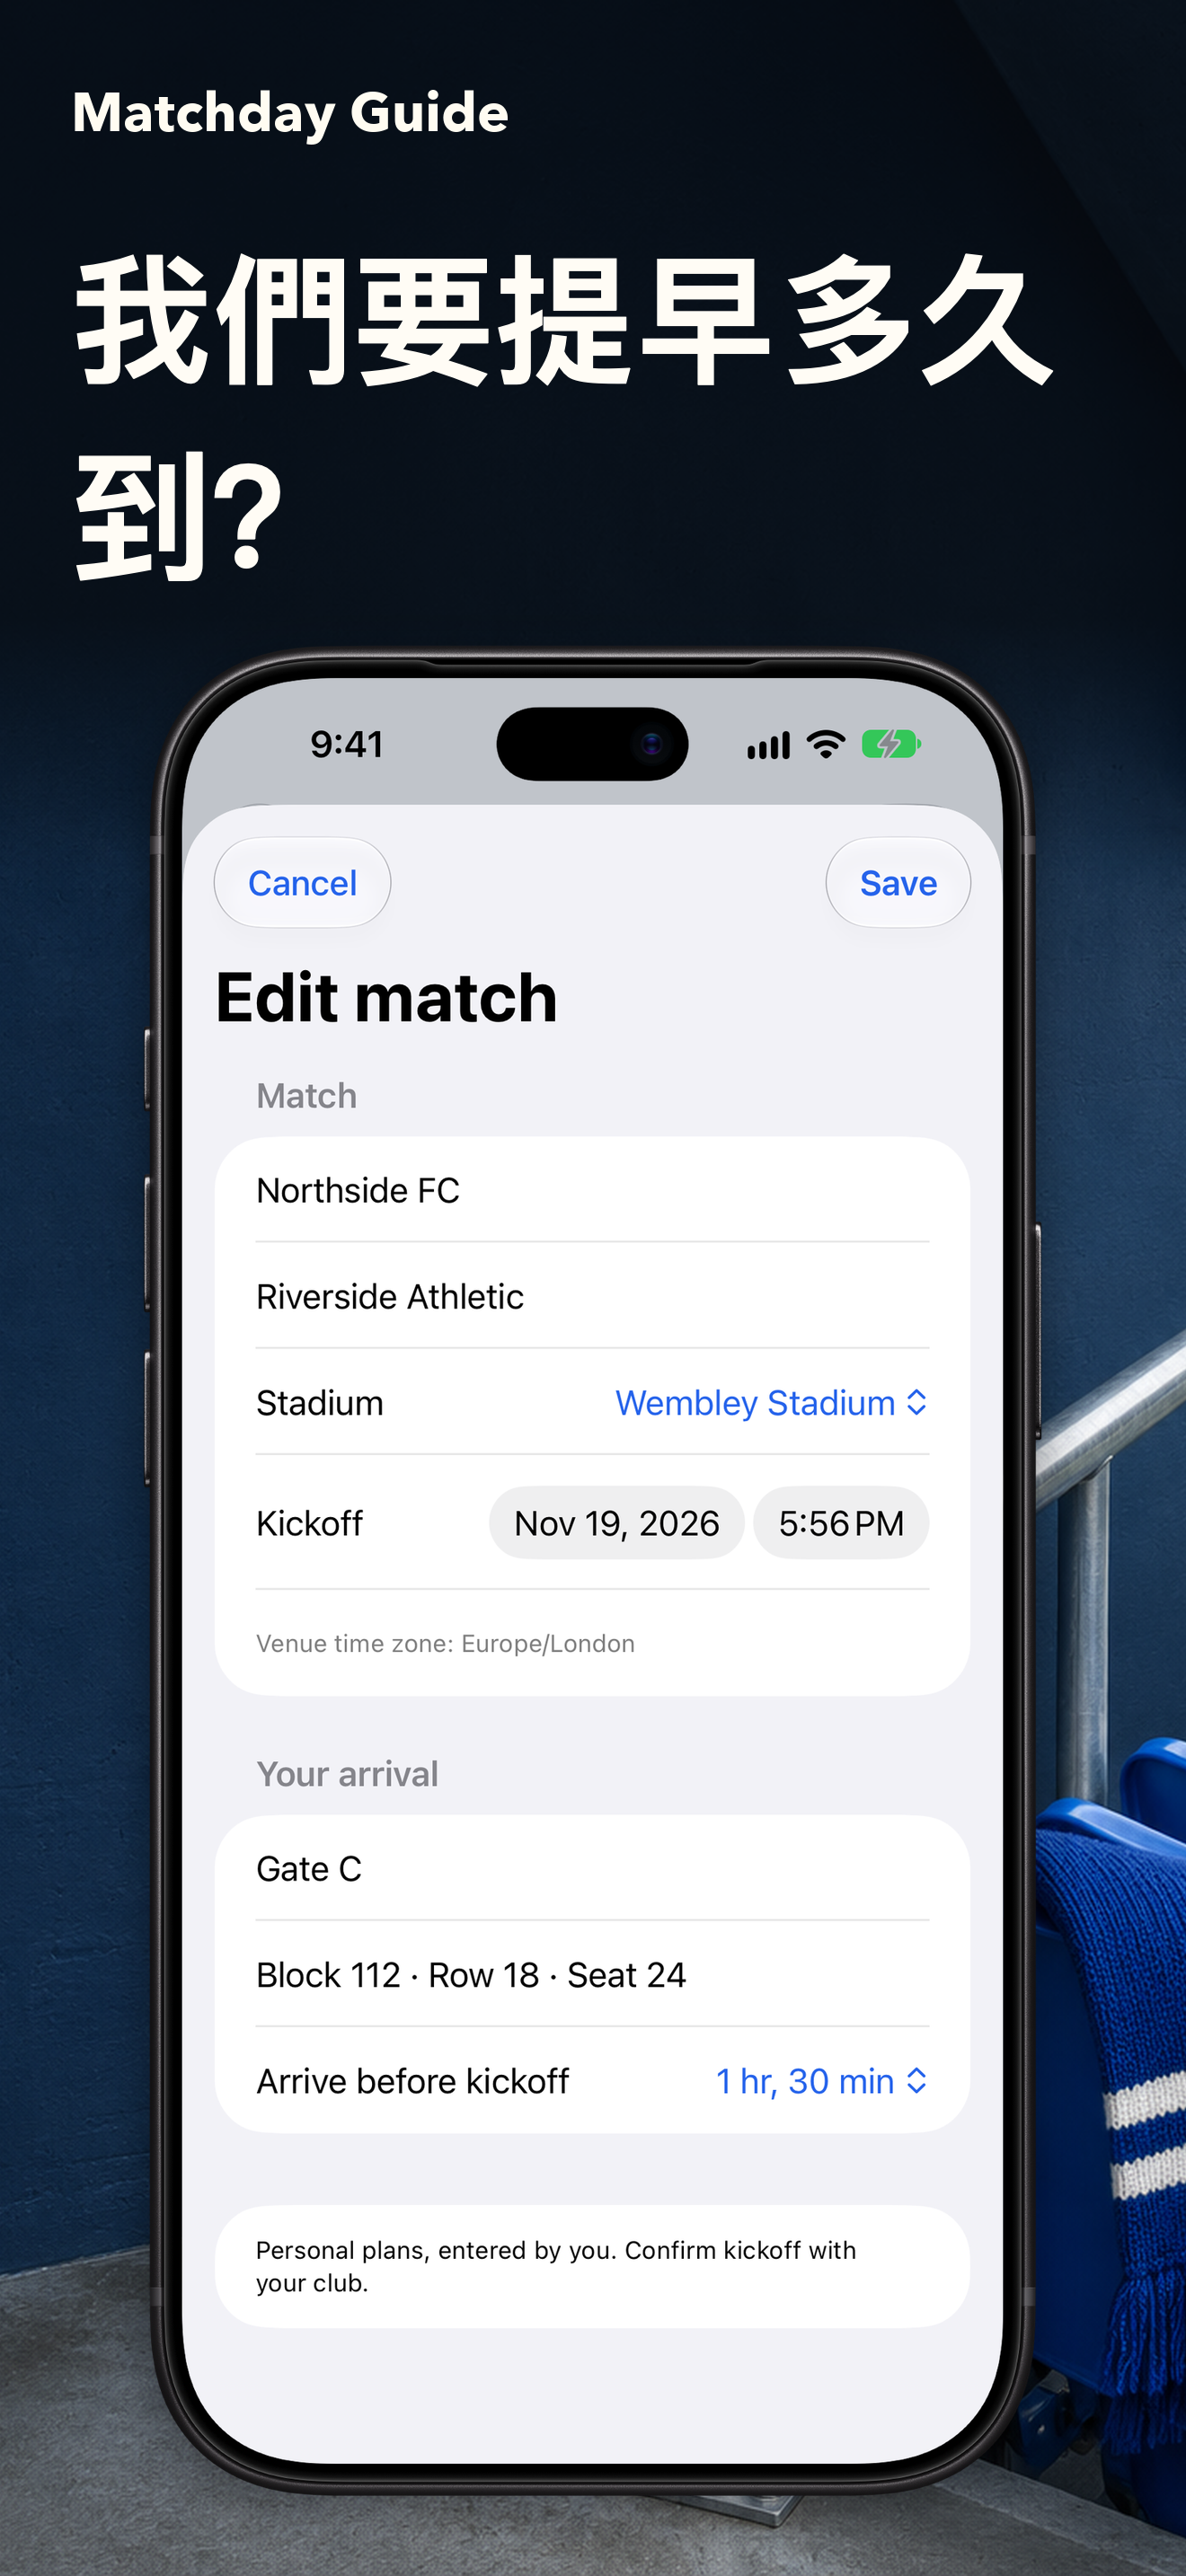 Matchday Guide
我們要提早多久
到?
9:41
Cancel
Save
Edit match
Match
Northside FC
Riverside Athletic
Stadium Wembley Stadium
Kickoff Nov 19, 2026 5:56 PM
Venue time zone: Europe/London
Your arrival
Gate C
Block 112 · Row 18 · Seat 24
Arrive before kickoff 1 hr, 30 min
Personal plans, entered by you. Confirm kickoff with
your club.